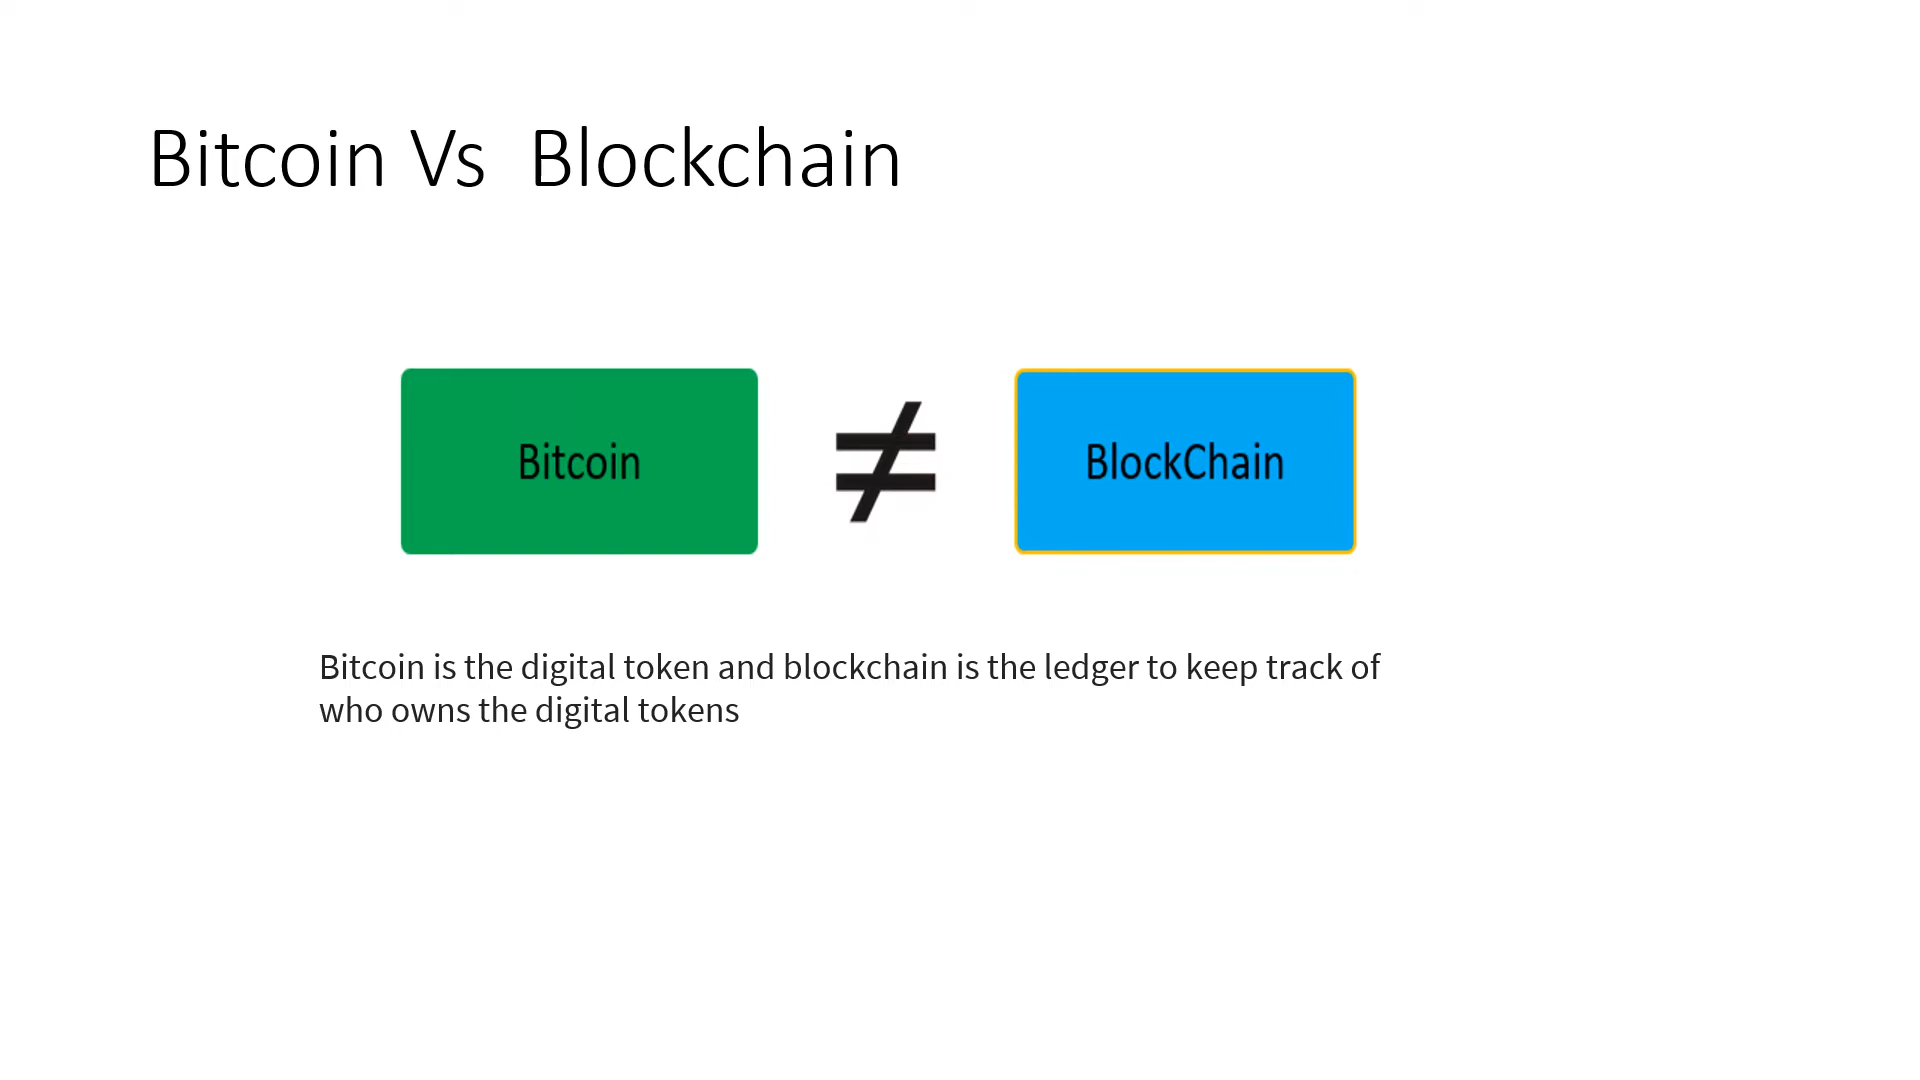 Bitcoin Vs  Blockchain
Bitcoin
≠
BlockChain
Bitcoin is the digital token and blockchain is the ledger to keep track of
who owns the digital tokens